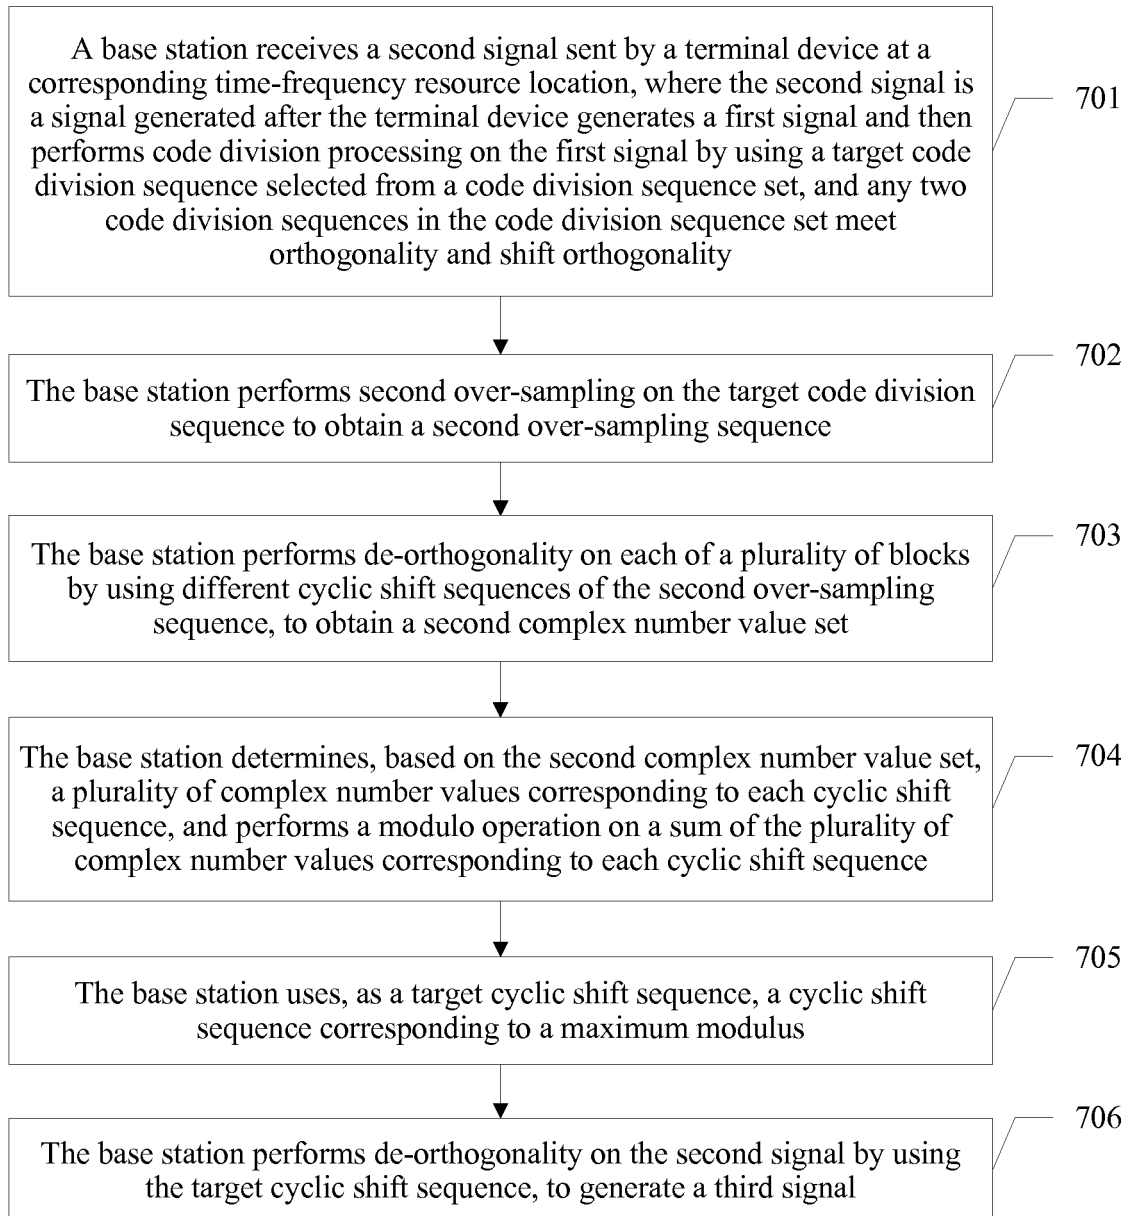 A base station receives a second signal sent by a terminal device at a
corresponding time-frequency resource location, where the second signal is
a signal generated after the terminal device generates a first signal and then
performs code division processing on the first signal by using a target code
division sequence selected from a code division sequence set, and any two
code division sequences in the code division sequence set meet
orthogonality and shift orthogonality
701
The base station performs second over-sampling on the target code division
sequence to obtain a second over-sampling sequence
702
The base station performs de-orthogonality on each of a plurality of blocks
by using different cyclic shift sequences of the second over-sampling
sequence, to obtain a second complex number value set
703
The base station determines, based on the second complex number value set,
a plurality of complex number values corresponding to each cyclic shift
sequence, and performs a modulo operation on a sum of the plurality of
complex number values corresponding to each cyclic shift sequence
704
The base station uses, as a target cyclic shift sequence, a cyclic shift
sequence corresponding to a maximum modulus
705
The base station performs de-orthogonality on the second signal by using
the target cyclic shift sequence, to generate a third signal
706